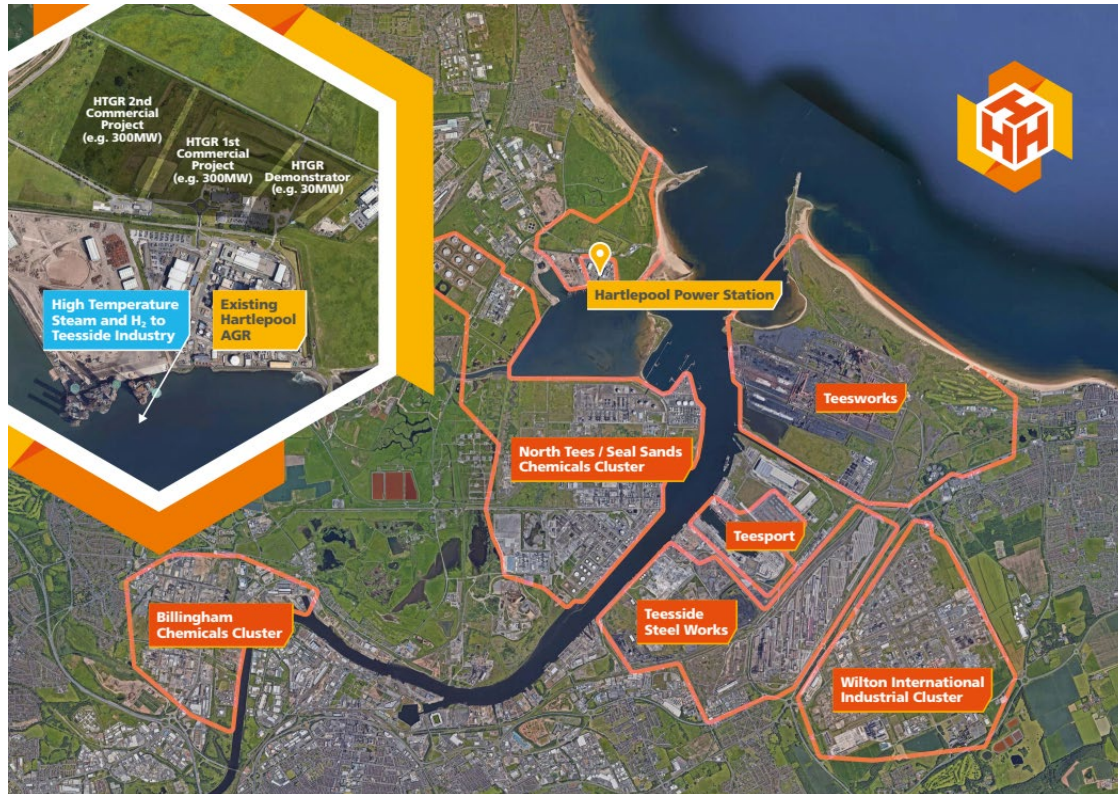 HTGR 2nd
Commercial
Project
(e.g. 300MW)
HTGR 1st
Commercial
Project
(e.g. 300MW)
HTGR
Demonstrator
(e.g. 30MW)
High Temperature
Steam and H₂ to
Teesside Industry
Existing
Hartlepool
AGR
H
H H
Hartlepool Power Station
Teesworks
North Tees / Seal Sands
Chemicals Cluster
Teesport
Billingham
Chemicals Cluster
Teesside
Steel Works
Wilton International
Industrial Cluster